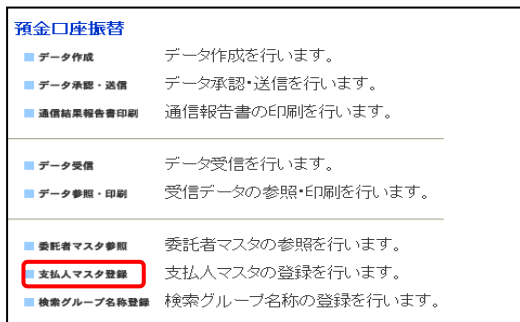 預金口座振替
データ作成 データ作成を行います。
データ承認・送信 データ承認・送信を行います。
通信結果報告書印刷 通信報告書の印刷を行います。
データ受信 データ受信を行います。
データ参照・印刷 受信データの参照・印刷を行います。
委託者マスタ参照 委託者マスタの参照を行います。
支払人マスタ登録 支払人マスタの登録を行います。
検索グループ名称登録 検索グループ名称の登録を行います。